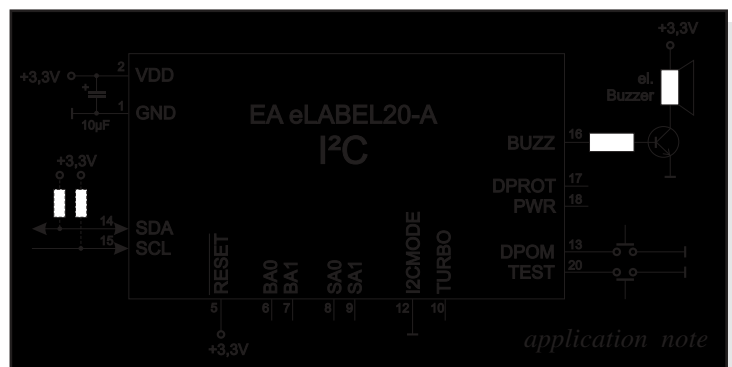 +3,3V
+3,3V
2
VDD
EA eLABEL20-A
I²C
el.
Buzzer
+
1
GND
10µF
BUZZ
16
+3,3V
DPROT
17
PWR
18
14
SDA
15
SCL
RESET
BA0
BA1
SA0
SA1
I2CMODE
TURBO
DPOM
13
TEST
20
5
6
7
8
9
12
10
+3,3V
application note